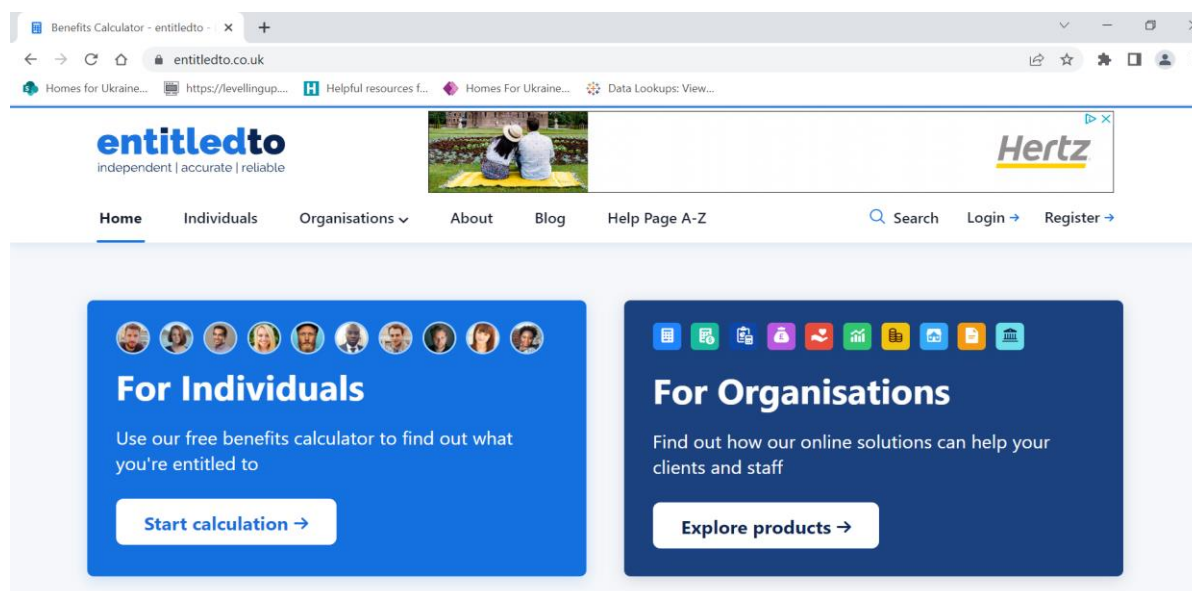 Benefits Calculator - entitledto -
entitledto.co.uk
Homes for Ukraine... https://levellingup.... Helpful resources f... Homes For Ukraine... Data Lookups: View...
entitledto
independent | accurate | reliable
Hertz
Home Individuals Organisations About Blog Help Page A-Z Search Login → Register →
For Individuals
Use our free benefits calculator to find out what
you're entitled to
Start calculation →
For Organisations
Find out how our online solutions can help your
clients and staff
Explore products →